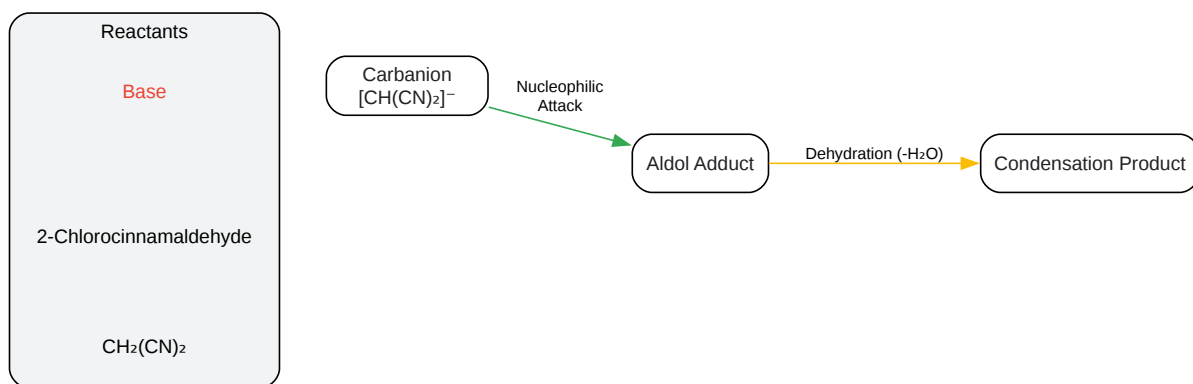 Reactants
Base
2-Chlorocinnamaldehyde
CH₂(CN)₂
Carbanion
[CH(CN)₂]⁻
Nucleophilic
Attack
Aldol Adduct
Dehydration (-H₂O)
Condensation Product